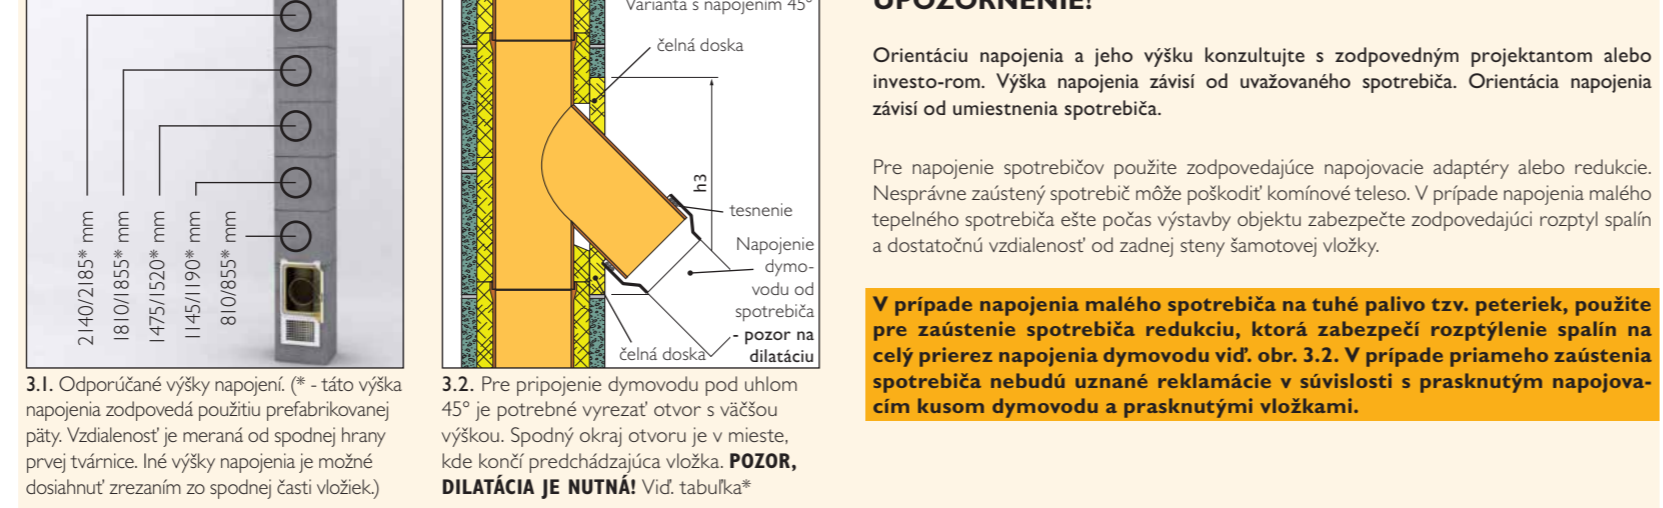 2140/2185* mm
1810/1855* mm
1475/1520* mm
1145/1190* mm
810/855* mm
3.1. Odporúčané výšky napojení. (* - táto výška
napojenia zodpovedá použitiu prefabrikovanej
päty. Vzdialenosť je meraná od spodnej hrany
prvej tvárnice. Iné výšky napojenia je možné
dosiahnuť zrezaním zo spodnej časti vložiek.)
Varianta s napojením 45°
čelná doska
h3
tesnenie
Napojenie
dymo-
vodu od
spotrebiča
- pozor na
dilatáciu
čelná doska
3.2. Pre pripojenie dymovodu pod uhlom
45° je potrebné vyrezať otvor s väčšou
výškou. Spodný okraj otvoru je v mieste,
kde končí predchádzajúca vložka. POZOR,
DILATÁCIA JE NUTNÁ! Viď. tabuľka*
UPOZORNENIE!
Orientáciu napojenia a jeho výšku konzultujte s zodpovedným projektantom alebo
investo-rom. Výška napojenia závisí od uvažovaného spotrebiča. Orientácia napojenia
závisí od umiestnenia spotrebiča.
Pre napojenie spotrebičov použite zodpovedajúce napojovacie adaptéry alebo redukcie.
Nesprávne zaústený spotrebič môže poškodiť komínové teleso. V prípade napojenia malého
tepelného spotrebiča ešte počas výstavby objektu zabezpečte zodpovedajúci rozptyl spalín
a dostatočnú vzdialenosť od zadnej steny šamotovej vložky.
V prípade napojenia malého spotrebiča na tuhé palivo tzv. peteriek, použite
pre zaústenie spotrebiča redukciu, ktorá zabezpečí rozptýlenie spalín na
celý prierez napojenia dymovodu viď. obr. 3.2. V prípade priameho zaústenia
spotrebiča nebudú uznané reklamácie v súvislosti s prasknutým napojova-
cím kusom dymovodu a prasknutými vložkami.